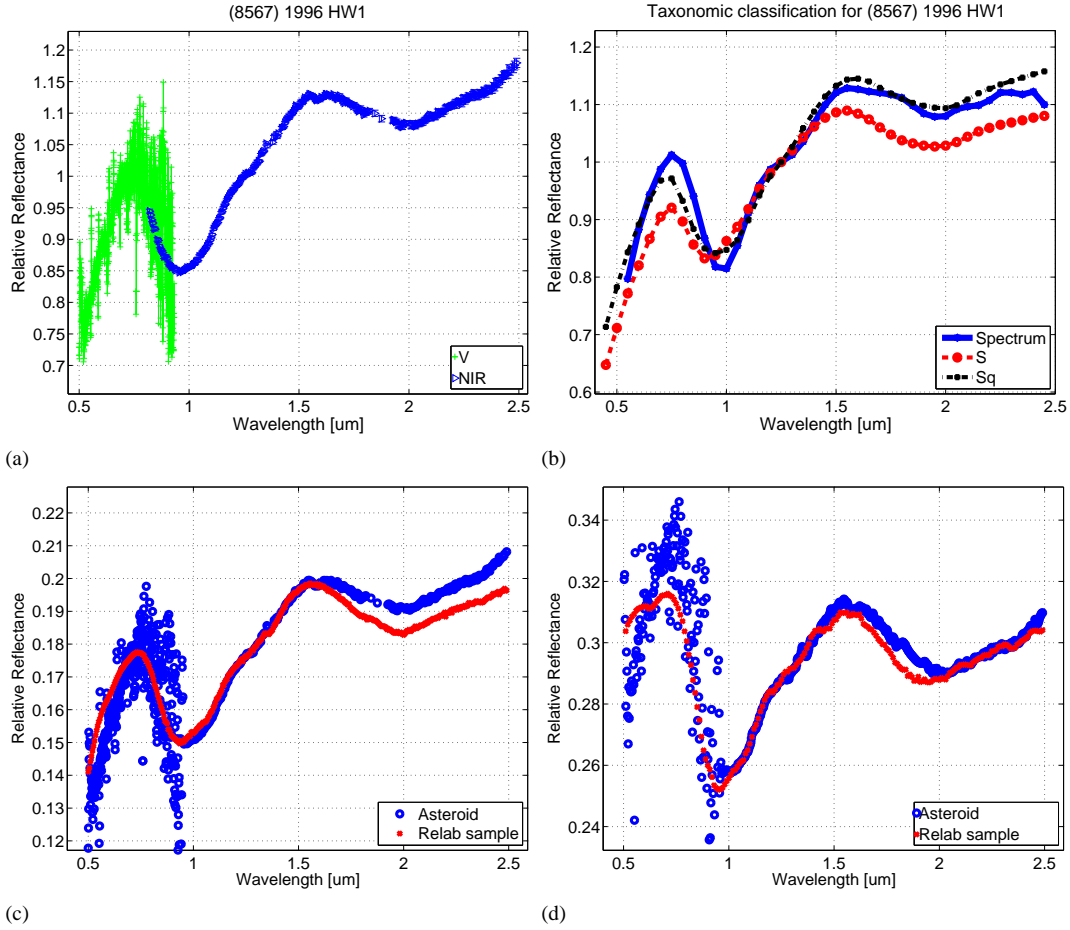 (8567) 1996 HW1
1.2
1.15
1.1
1.05
1
0.95
0.9
0.85
0.8
0.75
0.7
Relative Reflectance
0.5 1 1.5 2 2.5
Wavelength [um]
V
NIR
(a)
Taxonomic classification for (8567) 1996 HW1
1.2
1.1
1
0.9
0.8
0.7
0.6
Relative Reflectance
0.5 1 1.5 2 2.5
Wavelength [um]
Spectrum
S
Sq
(b)
0.22
0.21
0.2
0.19
0.18
0.17
0.16
0.15
0.14
0.13
0.12
Relative Reflectance
0.5 1 1.5 2 2.5
Wavelength [um]
Asteroid
Relab sample
(c)
0.34
0.32
0.3
0.28
0.26
0.24
Relative Reflectance
0.5 1 1.5 2 2.5
Wavelength [um]
Asteroid
Relab sample
(d)